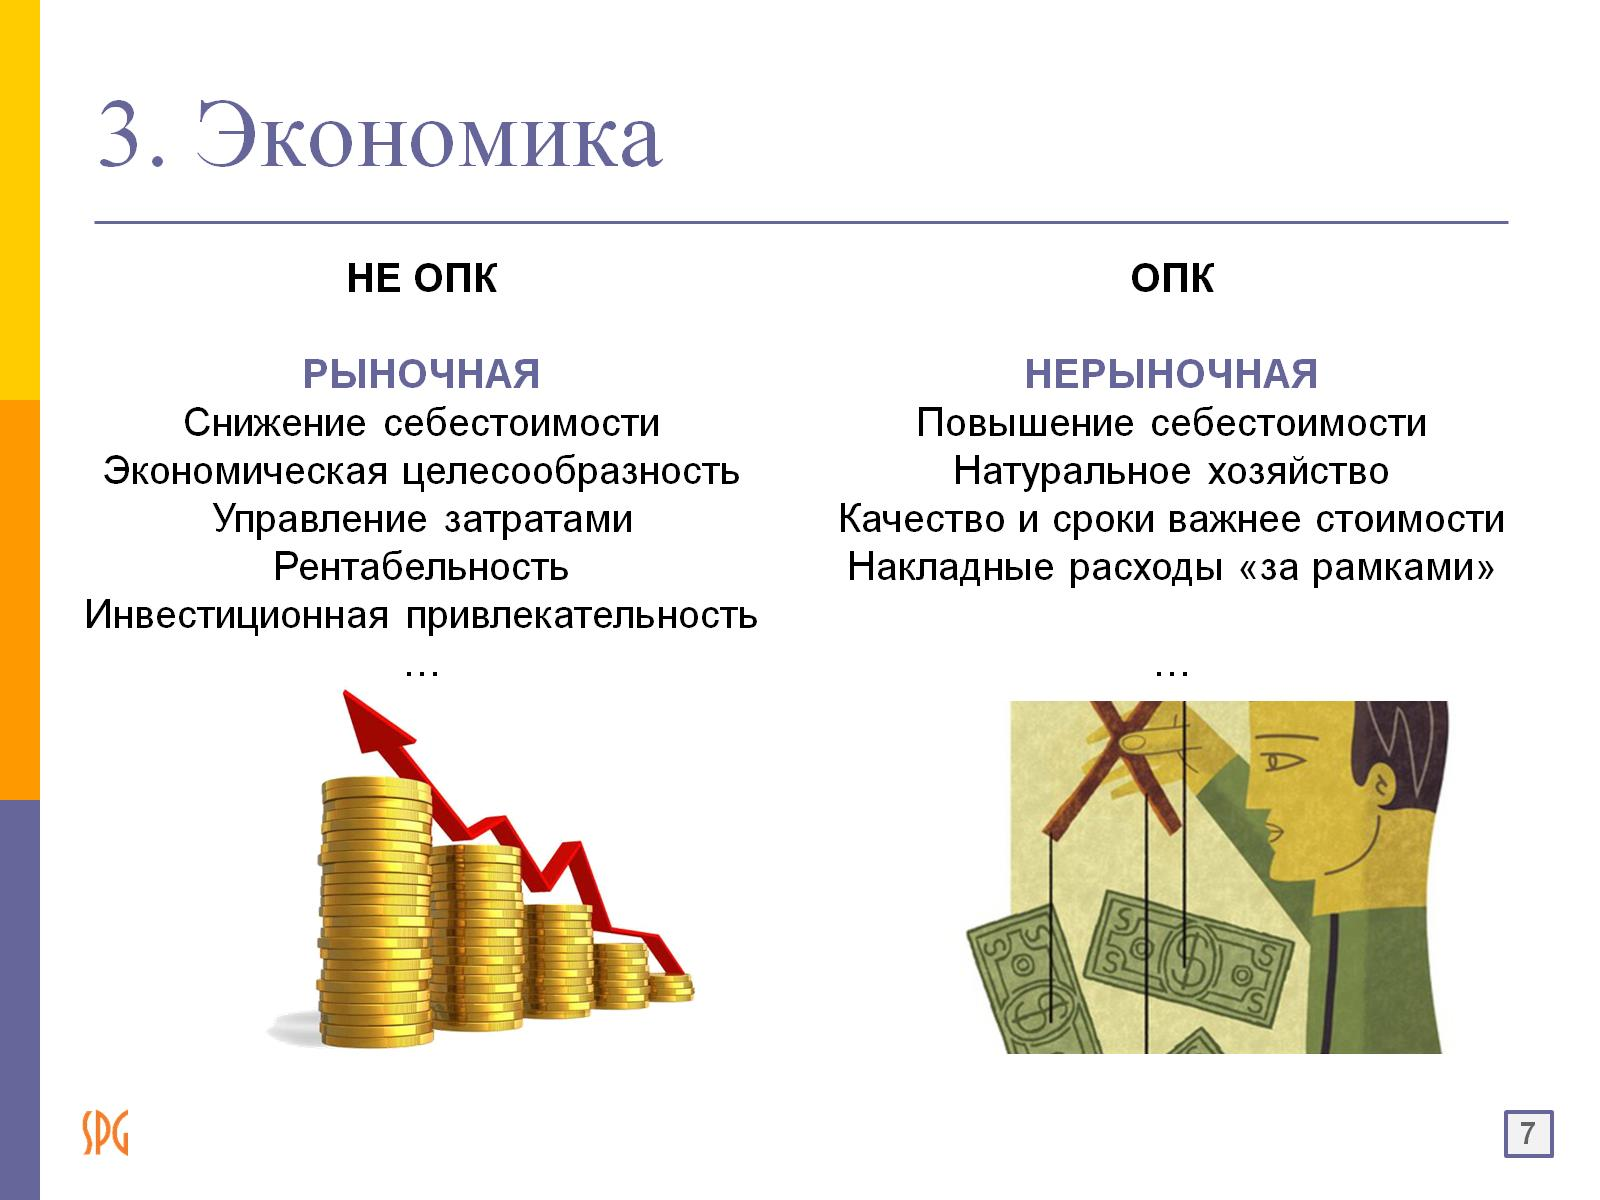 3. Экономика
НЕ ОПК
РЫНОЧНАЯ
Снижение себестоимости
Экономическая целесообразность
Управление затратами
Рентабельность
Инвестиционная привлекательность
...
ОПК
НЕРЫНОЧНАЯ
Повышение себестоимости
Натуральное хозяйство
Качество и сроки важнее стоимости
Накладные расходы «за рамками»
...
SPG
7